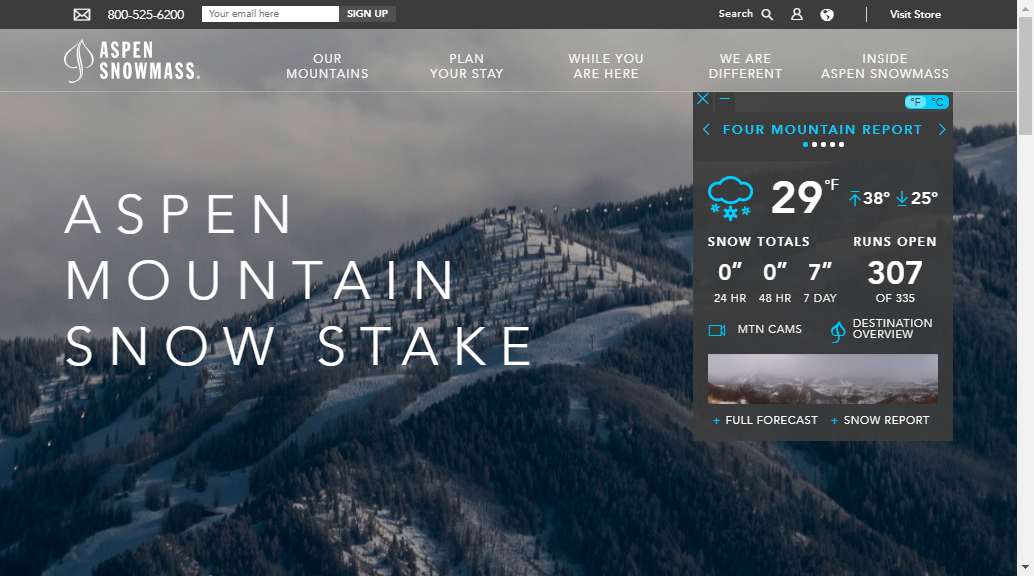 800-525-6200
Your email here
SIGN UP
Search
Visit Store
ASPEN
SNOWMASS®
OUR
MOUNTAINS
PLAN
YOUR STAY
WHILE YOU
ARE HERE
WE ARE
DIFFERENT
INSIDE
ASPEN SNOWMASS
°F °C
FOUR MOUNTAIN REPORT
29°F 38° 25°
SNOW TOTALS
0” 0” 7”
24 HR 48 HR 7 DAY
RUNS OPEN
307
OF 335
MTN CAMS
DESTINATION
OVERVIEW
+ FULL FORECAST + SNOW REPORT
ASPEN
MOUNTAIN
SNOW STAKE